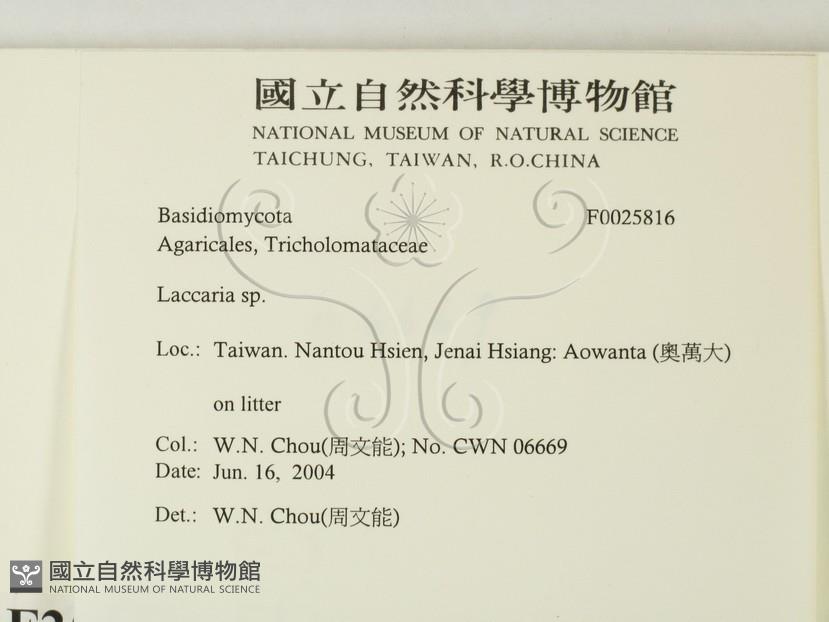 國立自然科學博物館
NATIONAL MUSEUM OF NATURAL SCIENCE
TAICHUNG, TAIWAN, R.O.CHINA
Basidiomycota F0025816
Agaricales, Tricholomataceae
Laccaria sp.
Loc.: Taiwan. Nantou Hsien, Jenai Hsiang: Aowanta (奧萬大)
on litter
Col.: W.N. Chou(周文能); No. CWN 06669
Date: Jun. 16, 2004
Det.: W.N. Chou(周文能)
國立自然科學博物館
NATIONAL MUSEUM OF NATURAL SCIENCE